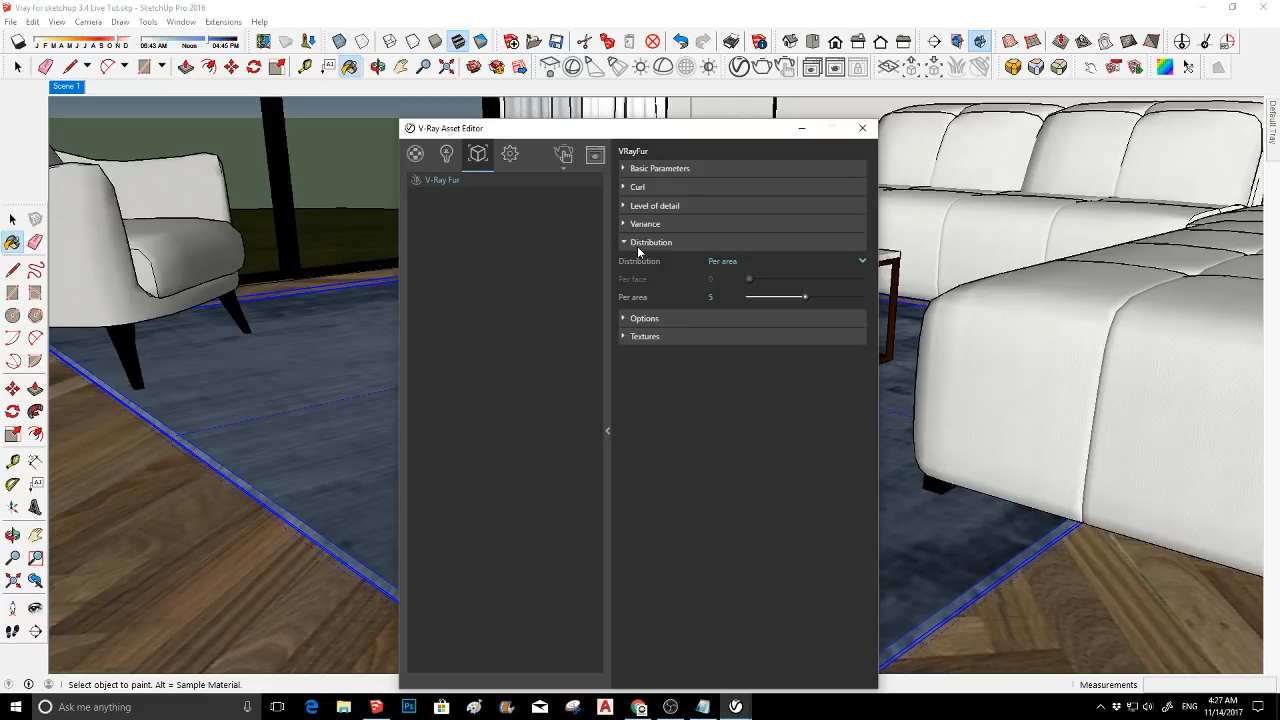 Vray for sketchup 3.4 Live Tut.skp - SketchUp Pro 2016
File Edit View Camera Draw Tools Window Extensions Help
J F M A M J J A S O N D 06:43 AM Noon 04:45 PM
Scene 1
Default Tray
V-Ray Asset Editor
V-Ray Fur
VRayFur
Basic Parameters
Curl
Level of detail
Variance
Distribution
Distribution Per area
Per face 0
Per area 5
Options
Textures
Select object to paint. Alt = Sample Material.
Measurements
Ask me anything
4:27 AM
11/14/2017